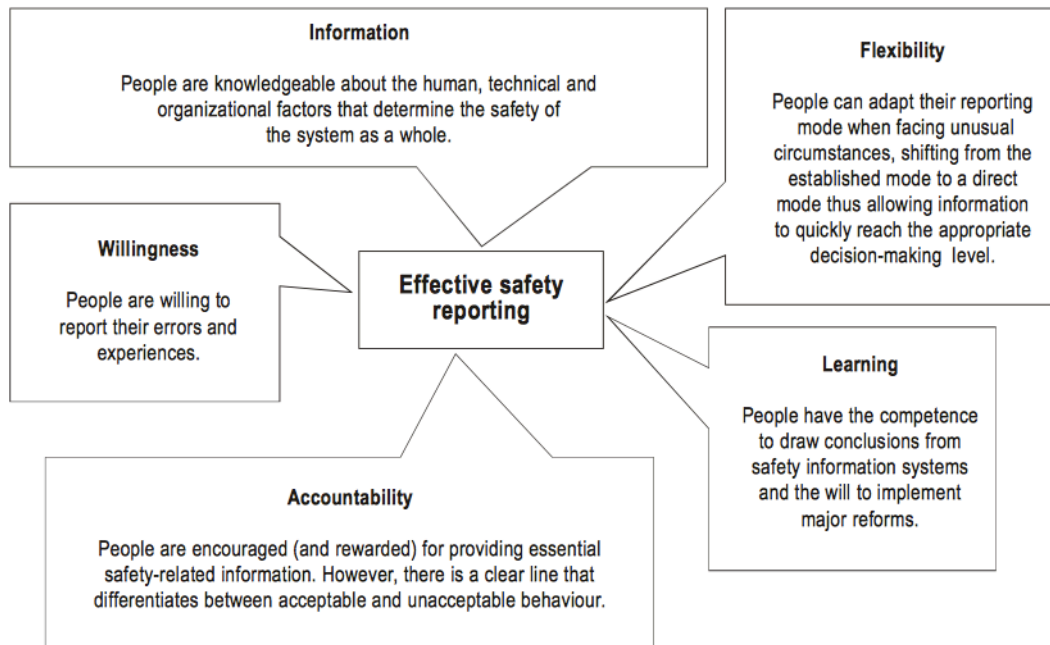 Information
People are knowledgeable about the human, technical and
organizational factors that determine the safety of
the system as a whole.
Flexibility
People can adapt their reporting
mode when facing unusual
circumstances, shifting from the
established mode to a direct
mode thus allowing information
to quickly reach the appropriate
decision-making level.
Willingness
People are willing to
report their errors and
experiences.
Effective safety
reporting
Learning
People have the competence
to draw conclusions from
safety information systems
and the will to implement
major reforms.
Accountability
People are encouraged (and rewarded) for providing essential
safety-related information. However, there is a clear line that
differentiates between acceptable and unacceptable behaviour.